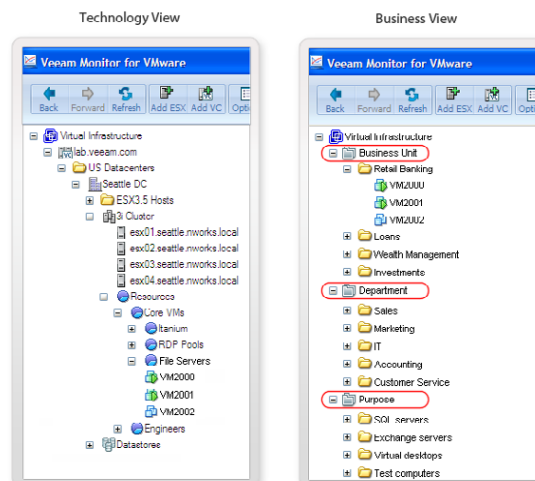 Technology View
Veeam Monitor for VMware
Back Forward Refresh Add ESX Add VC Opti
Virtual Infrastructure
lab.veeam.com
US Datacenters
Seattle DC
ESX3.5 Hosts
3i Cluster
esx01.seattle.nworks.local
esx02.seattle.nworks.local
esx03.seattle.nworks.local
esx04.seattle.nworks.local
Resources
Core VMs
Itanium
RDP Pools
File Servers
VM2000
VM2001
VM2002
Engineers
Datastores
Business View
Veeam Monitor for VMware
Back Forward Refresh Add ESX Add VC Opti
Virtual Infrastructure
Business Unit
Retail Banking
VM2000
VM2001
VM2002
Loans
Wealth Management
Investments
Department
Sales
Marketing
IT
Accounting
Customer Service
Purpose
SQL servers
Exchange servers
Virtual desktops
Test computers